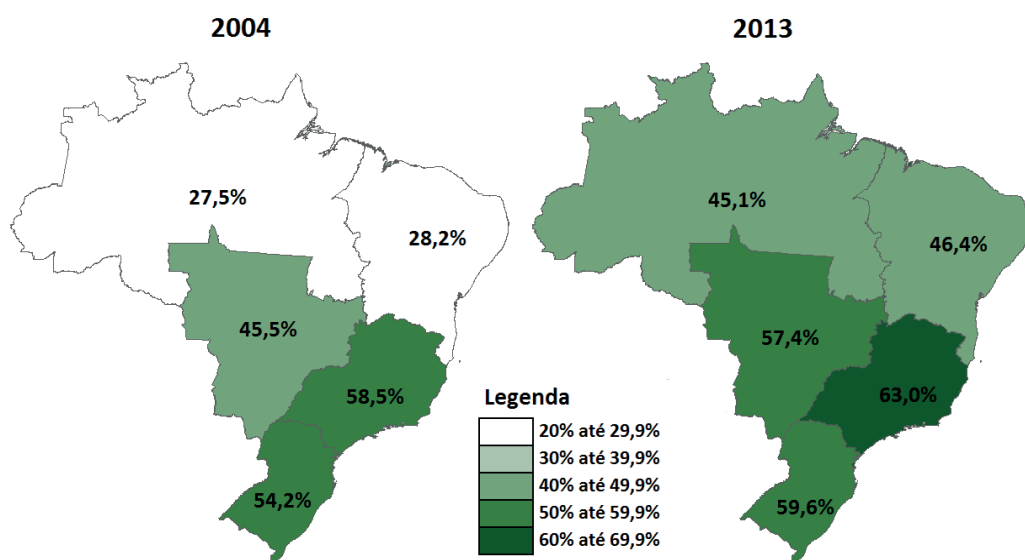 2004
27,5%
28,2%
45,5%
58,5%
54,2%
2013
45,1%
46,4%
57,4%
63,0%
59,6%
Legenda
20% até 29,9%
30% até 39,9%
40% até 49,9%
50% até 59,9%
60% até 69,9%